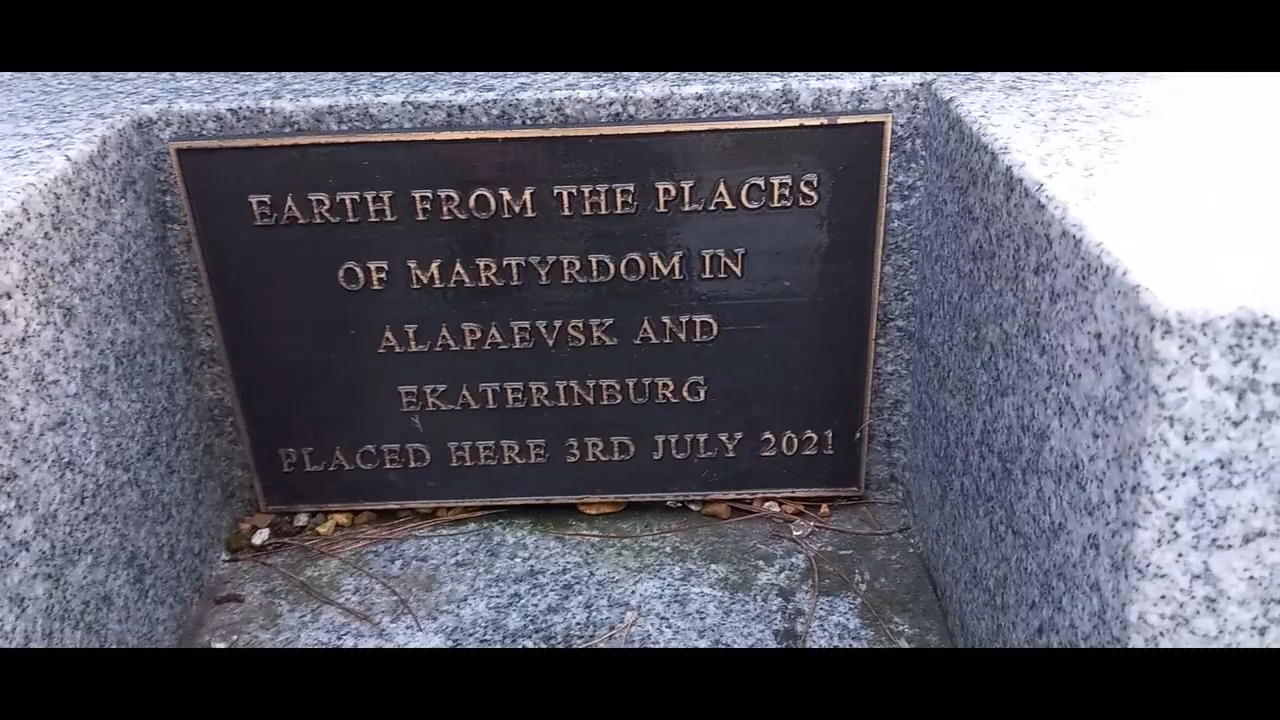 EARTH FROM THE PLACES
OF MARTYRDOM IN
ALAPAEVSK AND
EKATERINBURG
PLACED HERE 3RD JULY 2021